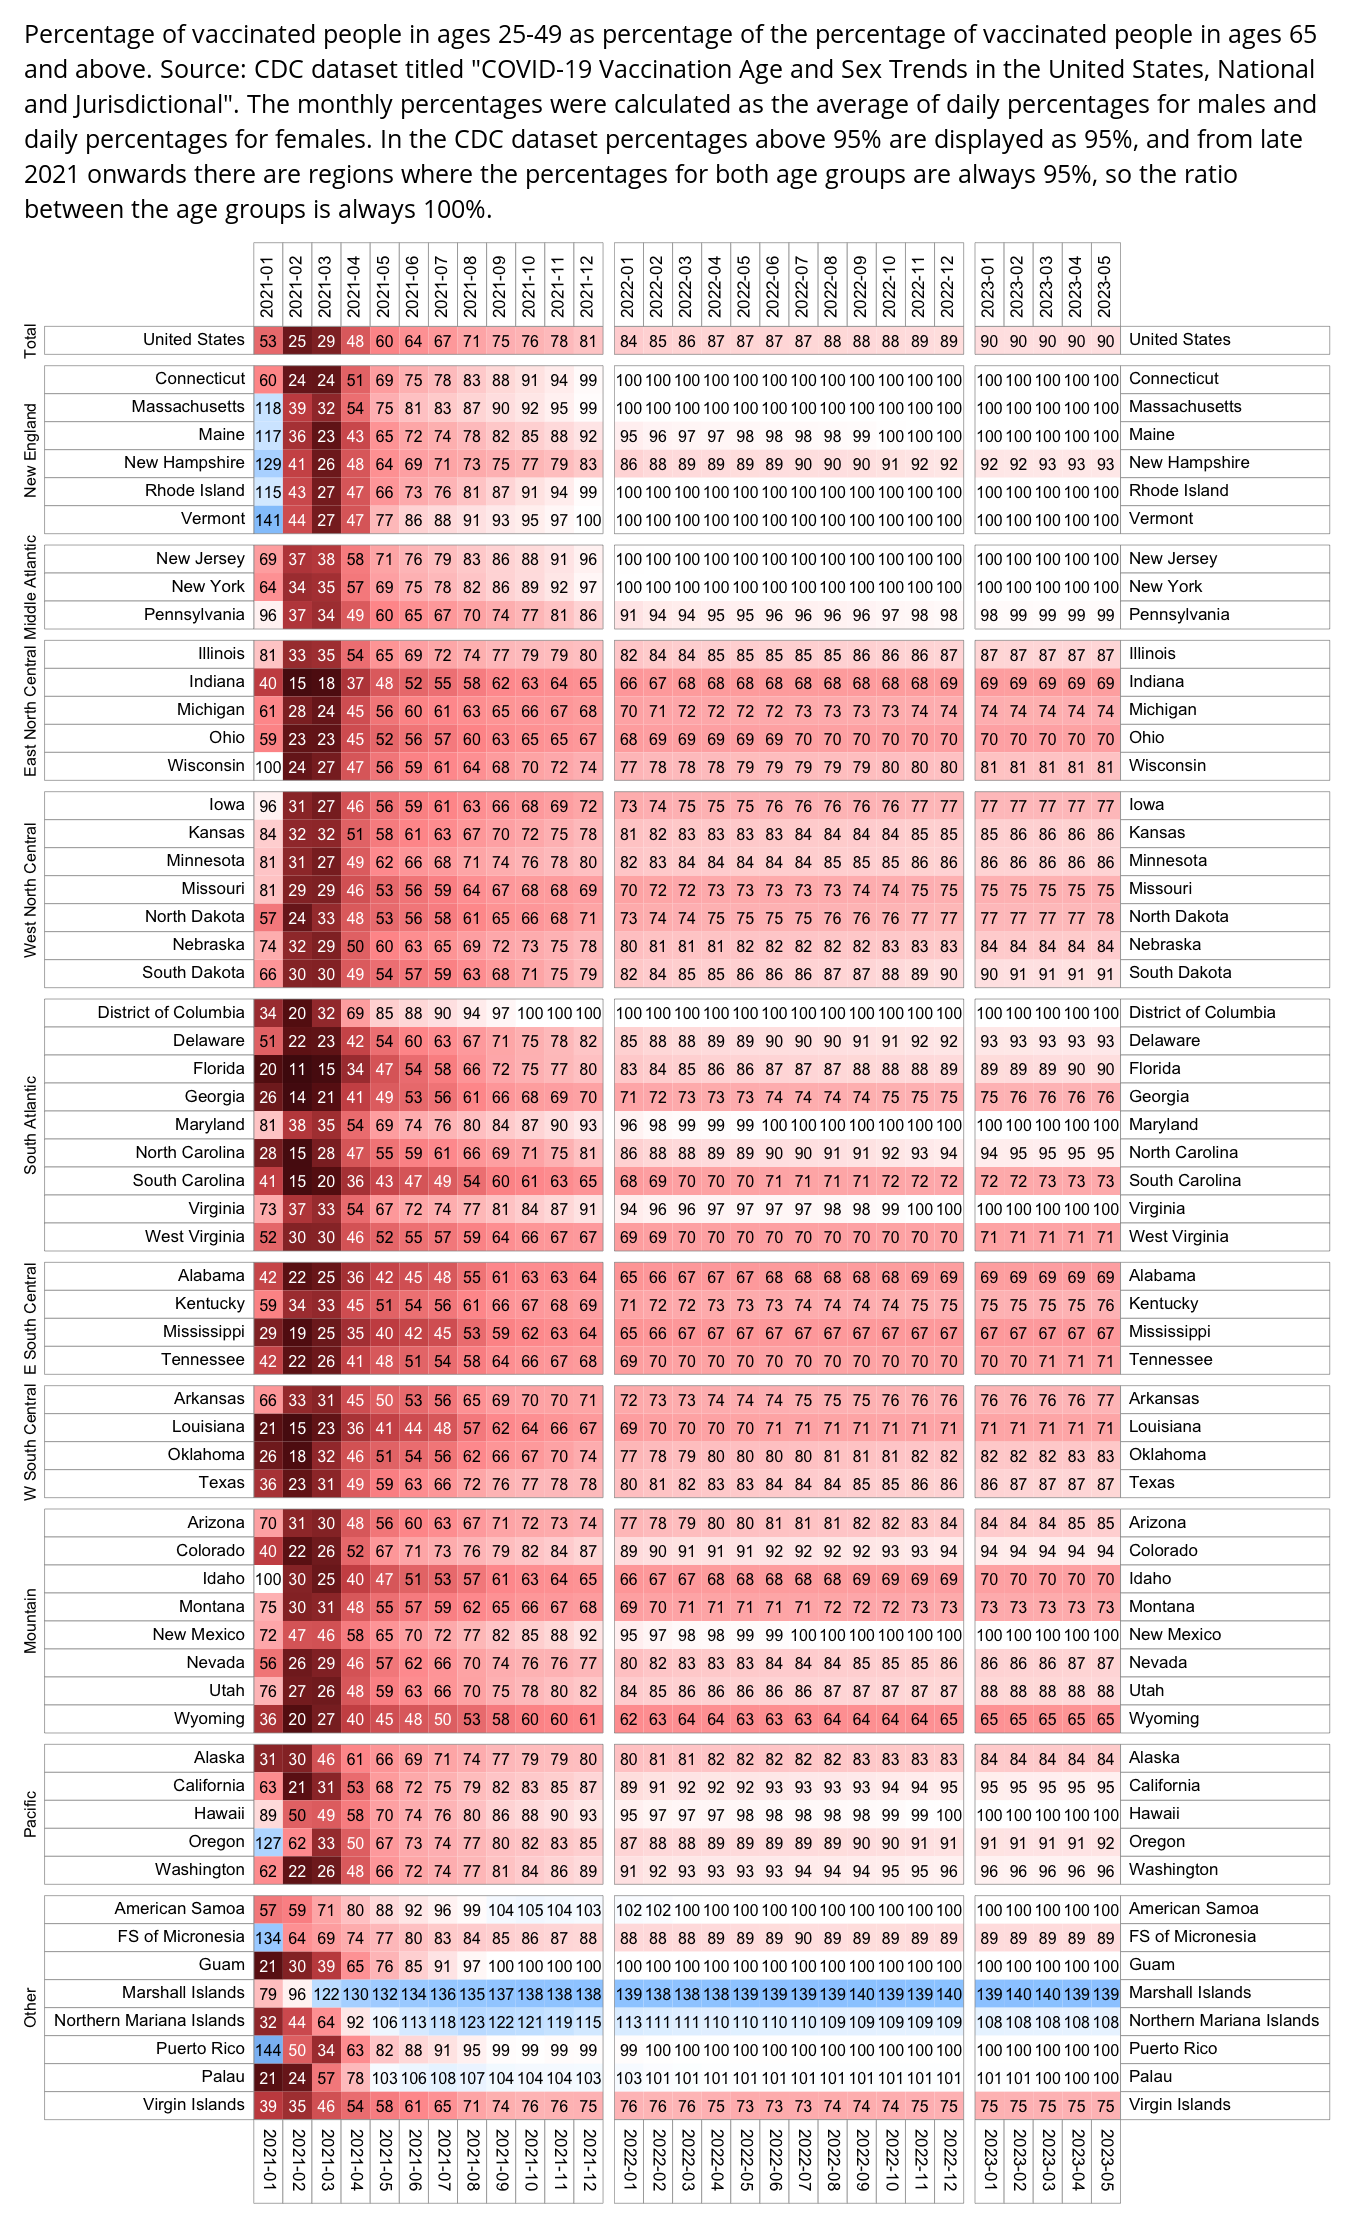 Percentage of vaccinated people in ages 25-49 as percentage of the percentage of vaccinated people in ages 65
and above. Source: CDC dataset titled "COVID-19 Vaccination Age and Sex Trends in the United States, National
and Jurisdictional". The monthly percentages were calculated as the average of daily percentages for males and
daily percentages for females. In the CDC dataset percentages above 95% are displayed as 95%, and from late
2021 onwards there are regions where the percentages for both age groups are always 95%, so the ratio
between the age groups is always 100%.
2021-01 2021-02 2021-03 2021-04 2021-05 2021-06 2021-07 2021-08 2021-09 2021-10 2021-11 2021-12 2022-01 2022-02 2022-03 2022-04 2022-05 2022-06 2022-07 2022-08 2022-09 2022-10 2022-11 2022-12 2023-01 2023-02 2023-03 2023-04 2023-05
Total
United States 53 25 29 48 60 64 67 71 75 76 78 81 84 85 86 87 87 87 87 88 88 88 89 89 90 90 90 90 90 United States
New England
Connecticut 60 24 24 51 69 75 78 83 88 91 94 99 100 100 100 100 100 100 100 100 100 100 100 100 100 100 100 100 100 Connecticut
Massachusetts 118 39 32 54 75 81 83 87 90 92 95 99 100 100 100 100 100 100 100 100 100 100 100 100 100 100 100 100 100 Massachusetts
Maine 117 36 23 43 65 72 74 78 82 85 88 92 95 96 97 97 98 98 98 98 99 100 100 100 100 100 100 100 100 Maine
New Hampshire 129 41 26 48 64 69 71 73 75 77 79 83 86 88 89 89 89 89 90 90 90 91 92 92 92 92 93 93 93 New Hampshire
Rhode Island 115 43 27 47 66 73 76 81 87 91 94 99 100 100 100 100 100 100 100 100 100 100 100 100 100 100 100 100 100 Rhode Island
Vermont 141 44 27 47 77 86 88 91 93 95 97 100 100 100 100 100 100 100 100 100 100 100 100 100 100 100 100 100 100 Vermont
Middle Atlantic
New Jersey 69 37 38 58 71 76 79 83 86 88 91 96 100 100 100 100 100 100 100 100 100 100 100 100 100 100 100 100 100 New Jersey
New York 64 34 35 57 69 75 78 82 86 89 92 97 100 100 100 100 100 100 100 100 100 100 100 100 100 100 100 100 100 New York
Pennsylvania 96 37 34 49 60 65 67 70 74 77 81 86 91 94 94 95 95 96 96 96 96 97 98 98 98 99 99 99 99 Pennsylvania
East North Central
Illinois 81 33 35 54 65 69 72 74 77 79 79 80 82 84 84 85 85 85 85 85 86 86 86 87 87 87 87 87 87 Illinois
Indiana 40 15 18 37 48 52 55 58 62 63 64 65 66 67 68 68 68 68 68 68 68 68 68 69 69 69 69 69 69 Indiana
Michigan 61 28 24 45 56 60 61 63 65 66 67 68 70 71 72 72 72 72 73 73 73 73 74 74 74 74 74 74 74 Michigan
Ohio 59 23 23 45 52 56 57 60 63 65 65 67 68 69 69 69 69 69 70 70 70 70 70 70 70 70 70 70 70 Ohio
Wisconsin 100 24 27 47 56 59 61 64 68 70 72 74 77 78 78 78 79 79 79 79 79 80 80 80 81 81 81 81 81 Wisconsin
West North Central
Iowa 96 31 27 46 56 59 61 63 66 68 69 72 73 74 75 75 75 76 76 76 76 76 77 77 77 77 77 77 77 Iowa
Kansas 84 32 32 51 58 61 63 67 70 72 75 78 81 82 83 83 83 83 84 84 84 84 85 85 85 86 86 86 86 Kansas
Minnesota 81 31 27 49 62 66 68 71 74 76 78 80 82 83 84 84 84 84 84 85 85 85 86 86 86 86 86 86 86 Minnesota
Missouri 81 29 29 46 53 56 59 64 67 68 68 69 70 72 72 73 73 73 73 73 74 74 75 75 75 75 75 75 75 Missouri
North Dakota 57 24 33 48 53 56 58 61 65 66 68 71 73 74 74 75 75 75 75 76 76 76 77 77 77 77 77 77 78 North Dakota
Nebraska 74 32 29 50 60 63 65 69 72 73 75 78 80 81 81 81 82 82 82 82 82 83 83 83 84 84 84 84 84 Nebraska
South Dakota 66 30 30 49 54 57 59 63 68 71 75 79 82 84 85 85 86 86 86 87 87 88 89 90 90 91 91 91 91 South Dakota
South Atlantic
District of Columbia 34 20 32 69 85 88 90 94 97 100 100 100 100 100 100 100 100 100 100 100 100 100 100 100 100 100 100 100 100 District of Columbia
Delaware 51 22 23 42 54 60 63 67 71 75 78 82 85 88 88 89 89 90 90 90 91 91 92 92 93 93 93 93 93 Delaware
Florida 20 11 15 34 47 54 58 66 72 75 77 80 83 84 85 86 86 87 87 87 88 88 88 89 89 89 89 90 90 Florida
Georgia 26 14 21 41 49 53 56 61 66 68 69 70 71 72 73 73 73 74 74 74 74 75 75 75 75 76 76 76 76 Georgia
Maryland 81 38 35 54 69 74 76 80 84 87 90 93 96 98 99 99 99 100 100 100 100 100 100 100 100 100 100 100 100 Maryland
North Carolina 28 15 28 47 55 59 61 66 69 71 75 81 86 88 88 89 89 90 90 91 91 92 93 94 94 95 95 95 95 North Carolina
South Carolina 41 15 20 36 43 47 49 54 60 61 63 65 68 69 70 70 70 71 71 71 71 72 72 72 72 72 73 73 73 South Carolina
Virginia 73 37 33 54 67 72 74 77 81 84 87 91 94 96 96 97 97 97 97 98 98 99 100 100 100 100 100 100 100 Virginia
West Virginia 52 30 30 46 52 55 57 59 64 66 67 67 69 69 70 70 70 70 70 70 70 70 70 70 71 71 71 71 71 West Virginia
E South Central
Alabama 42 22 25 36 42 45 48 55 61 63 63 64 65 66 67 67 67 68 68 68 68 68 69 69 69 69 69 69 69 Alabama
Kentucky 59 34 33 45 51 54 56 61 66 67 68 69 71 72 72 73 73 73 74 74 74 74 75 75 75 75 75 75 76 Kentucky
Mississippi 29 19 25 35 40 42 45 53 59 62 63 64 65 66 67 67 67 67 67 67 67 67 67 67 67 67 67 67 67 Mississippi
Tennessee 42 22 26 41 48 51 54 58 64 66 67 68 69 70 70 70 70 70 70 70 70 70 70 70 70 70 71 71 71 Tennessee
W South Central
Arkansas 66 33 31 45 50 53 56 65 69 70 70 71 72 73 73 74 74 74 75 75 75 76 76 76 76 76 76 76 77 Arkansas
Louisiana 21 15 23 36 41 44 48 57 62 64 66 67 69 70 70 70 70 71 71 71 71 71 71 71 71 71 71 71 71 Louisiana
Oklahoma 26 18 32 46 51 54 56 62 66 67 70 74 77 78 79 80 80 80 80 81 81 81 82 82 82 82 82 83 83 Oklahoma
Texas 36 23 31 49 59 63 66 72 76 77 78 78 80 81 82 83 83 84 84 84 85 85 86 86 86 87 87 87 87 Texas
Mountain
Arizona 70 31 30 48 56 60 63 67 71 72 73 74 77 78 79 80 80 81 81 81 82 82 83 84 84 84 84 85 85 Arizona
Colorado 40 22 26 52 67 71 73 76 79 82 84 87 89 90 91 91 91 92 92 92 92 93 93 94 94 94 94 94 94 Colorado
Idaho 100 30 25 40 47 51 53 57 61 63 64 65 66 67 67 68 68 68 68 68 69 69 69 69 70 70 70 70 70 Idaho
Montana 75 30 31 48 55 57 59 62 65 66 67 68 69 70 71 71 71 71 71 72 72 72 73 73 73 73 73 73 73 Montana
New Mexico 72 47 46 58 65 70 72 77 82 85 88 92 95 97 98 98 99 99 100 100 100 100 100 100 100 100 100 100 100 New Mexico
Nevada 56 26 29 46 57 62 66 70 74 76 76 77 80 82 83 83 83 84 84 84 85 85 85 86 86 86 86 87 87 Nevada
Utah 76 27 26 48 59 63 66 70 75 78 80 82 84 85 86 86 86 86 86 87 87 87 87 87 88 88 88 88 88 Utah
Wyoming 36 20 27 40 45 48 50 53 58 60 60 61 62 63 64 64 63 63 64 64 64 64 64 65 65 65 65 65 65 Wyoming
Pacific
Alaska 31 30 46 61 66 69 71 74 77 79 79 80 80 81 81 82 82 82 82 82 83 83 83 83 84 84 84 84 84 Alaska
California 63 21 31 53 68 72 75 79 82 83 85 87 89 91 92 92 92 93 93 93 93 94 94 95 95 95 95 95 95 California
Hawaii 89 50 49 58 70 74 76 80 86 88 90 93 95 97 97 97 98 98 98 98 98 99 99 100 100 100 100 100 100 Hawaii
Oregon 127 62 33 50 67 73 74 77 80 82 83 85 87 88 88 89 89 89 89 89 90 90 91 91 91 91 91 91 92 Oregon
Washington 62 22 26 48 66 72 74 77 81 84 86 89 91 92 93 93 93 93 94 94 94 95 95 96 96 96 96 96 96 Washington
Other
American Samoa 57 59 71 80 88 92 96 99 104 105 104 103 102 102 100 100 100 100 100 100 100 100 100 100 100 100 100 100 100 American Samoa
FS of Micronesia 134 64 69 74 77 80 83 84 85 86 87 88 88 88 88 89 89 89 90 89 89 89 89 89 89 89 89 89 89 FS of Micronesia
Guam 21 30 39 65 76 85 91 97 100 100 100 100 100 100 100 100 100 100 100 100 100 100 100 100 100 100 100 100 100 Guam
Marshall Islands 79 96 122 130 132 134 136 135 137 138 138 138 139 138 138 138 139 139 139 139 140 139 139 140 139 140 140 139 139 Marshall Islands
Northern Mariana Islands 32 44 64 92 106 113 118 123 122 121 119 115 113 111 111 110 110 110 110 109 109 109 109 109 108 108 108 108 108 Northern Mariana Islands
Puerto Rico 144 50 34 63 82 88 91 95 99 99 99 99 99 100 100 100 100 100 100 100 100 100 100 100 100 100 100 100 100 Puerto Rico
Palau 21 24 57 78 103 106 108 107 104 104 104 103 103 101 101 101 101 101 101 101 101 101 101 101 101 101 100 100 100 Palau
Virgin Islands 39 35 46 54 58 61 65 71 74 76 76 75 76 76 76 75 73 73 73 74 74 74 75 75 75 75 75 75 75 Virgin Islands
2021-01 2021-02 2021-03 2021-04 2021-05 2021-06 2021-07 2021-08 2021-09 2021-10 2021-11 2021-12 2022-01 2022-02 2022-03 2022-04 2022-05 2022-06 2022-07 2022-08 2022-09 2022-10 2022-11 2022-12 2023-01 2023-02 2023-03 2023-04 2023-05